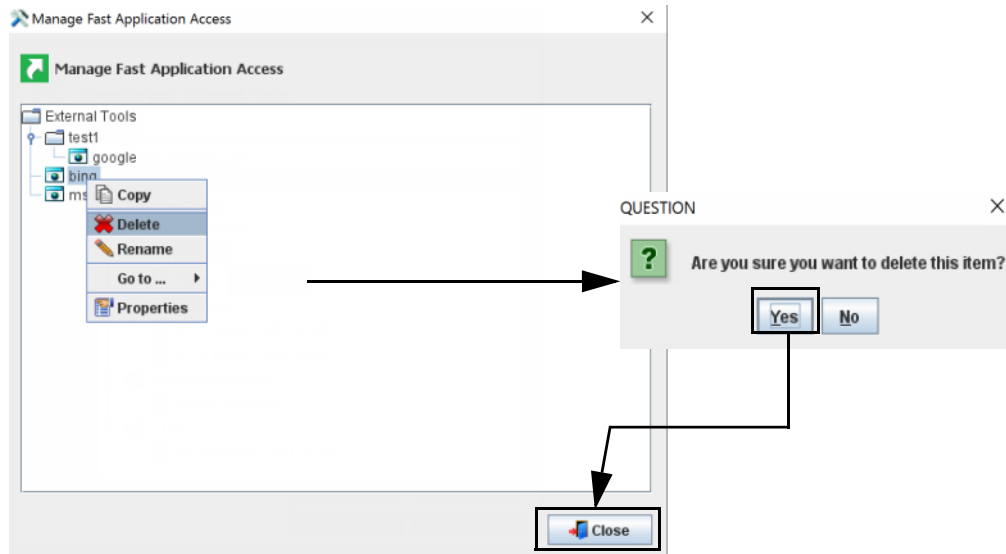 Manage Fast Application Access
Manage Fast Application Access
External Tools
test1
google
bing
ms
Copy
Delete
Rename
Go to ...
Properties
QUESTION
Are you sure you want to delete this item?
Yes No
Close